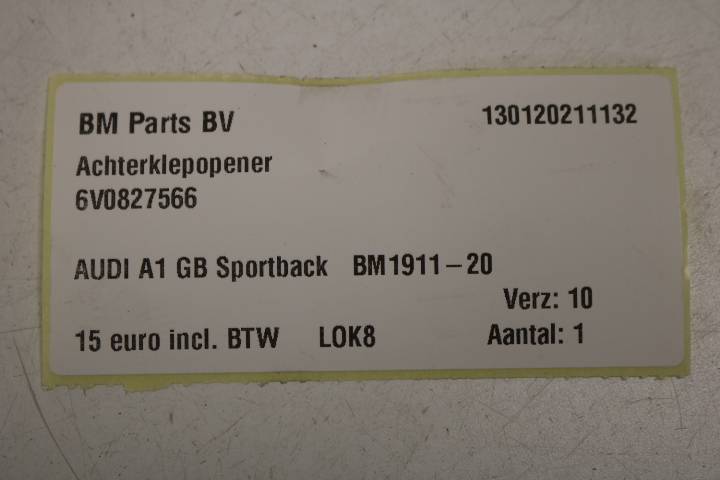 BM Parts BV 130120211132
Achterklepopener
6V0827566
AUDI A1 GB Sportback BM1911-20
Verz: 10
15 euro incl. BTW LOK8 Aantal: 1